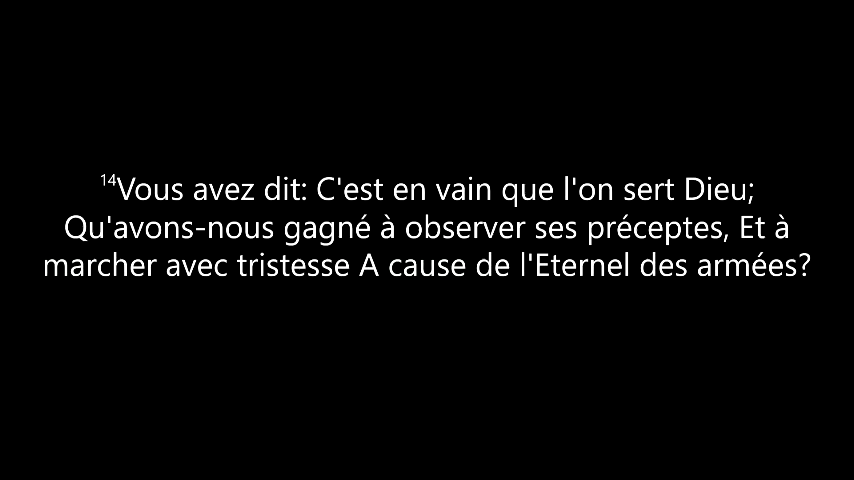 14Vous avez dit: C'est en vain que l'on sert Dieu;
Qu'avons-nous gagné à observer ses préceptes, Et à
marcher avec tristesse A cause de l'Eternel des armées?